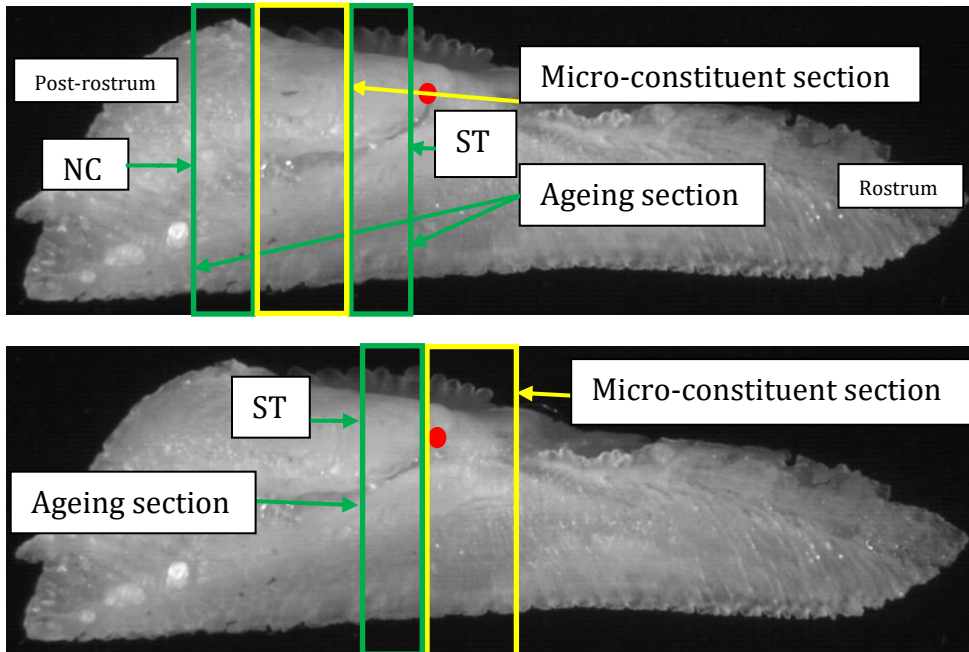 Post-rostrum
Micro-constituent section
NC
ST
Ageing section
Rostrum
ST
Micro-constituent section
Ageing section